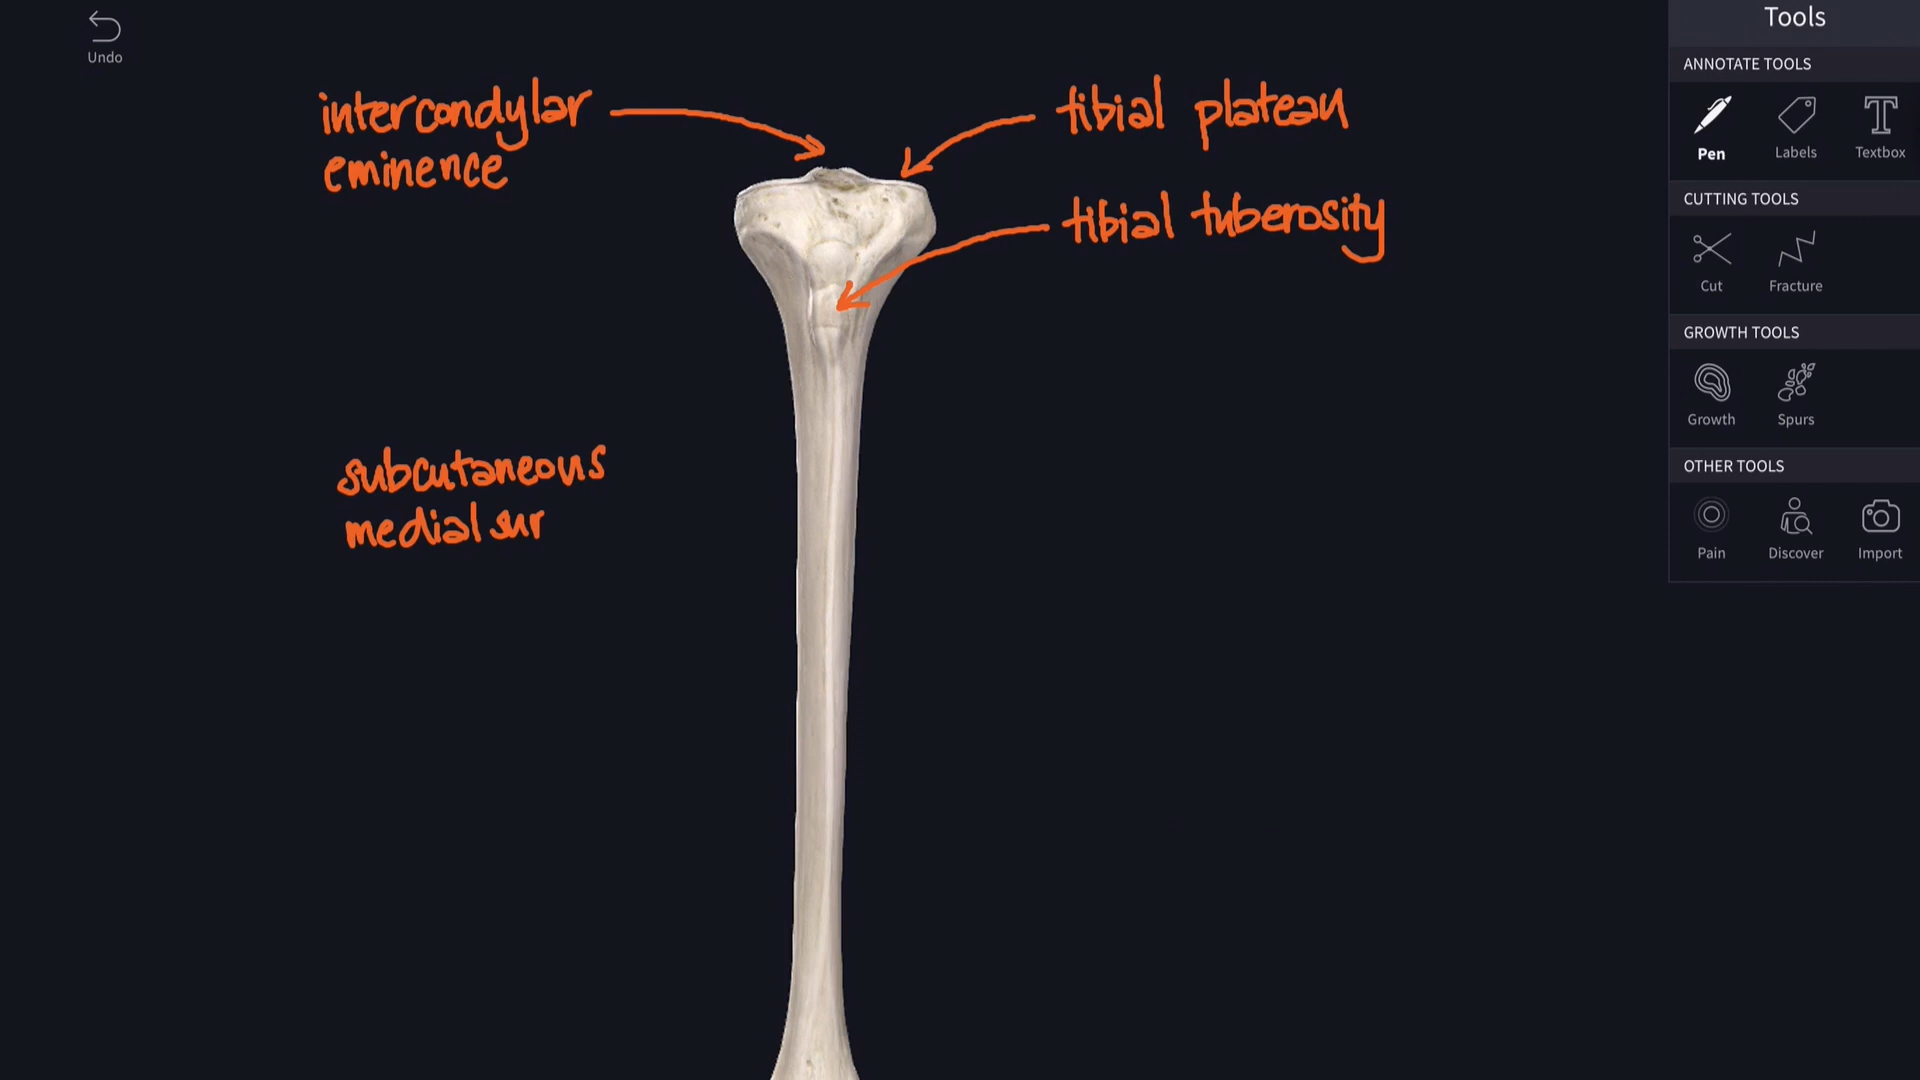 Undo
intercondylar
eminence
tibial plateau
tibial tuberosity
subcutaneous
medial sur
Tools
ANNOTATE TOOLS
Pen Labels Textbox
CUTTING TOOLS
Cut Fracture
GROWTH TOOLS
Growth Spurs
OTHER TOOLS
Pain Discover Import